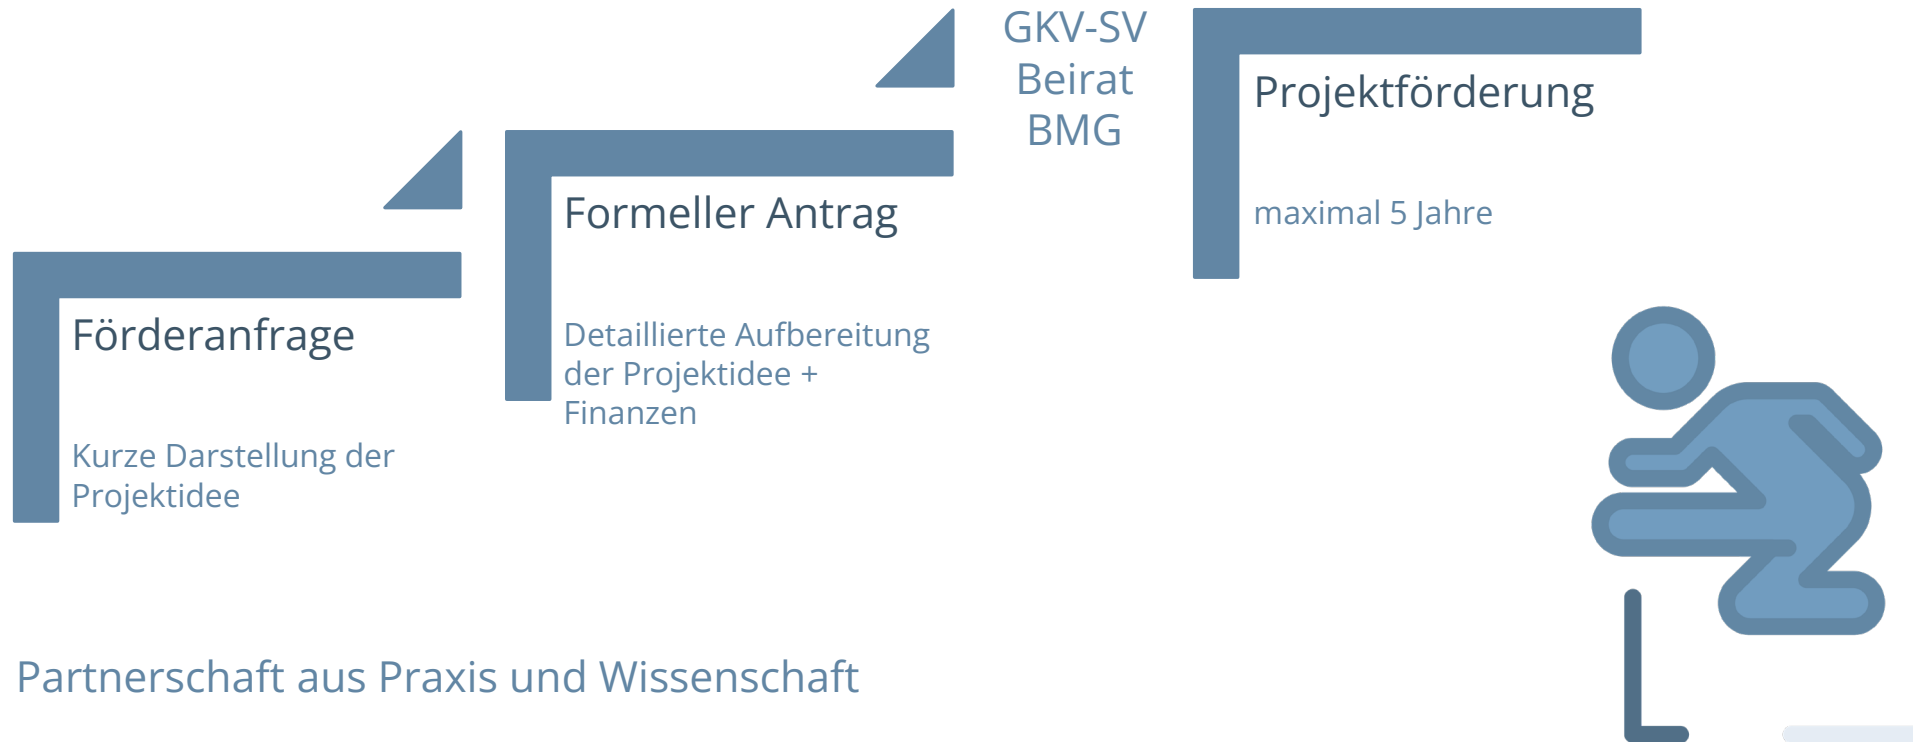 Förderanfrage
Kurze Darstellung der
Projektidee
Formeller Antrag
Detaillierte Aufbereitung
der Projektidee +
Finanzen
GKV-SV
Beirat
BMG
Projektförderung
maximal 5 Jahre
Partnerschaft aus Praxis und Wissenschaft